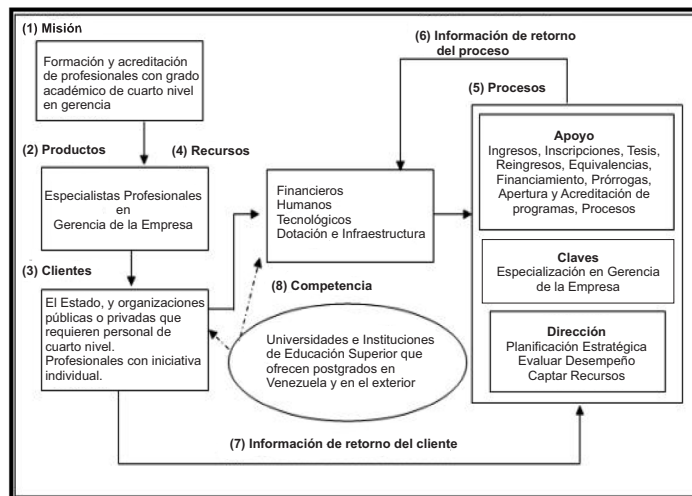 (1) Misión
Formación y acreditación
de profesionales con grado
académico de cuarto nivel
en gerencia
(2) Productos
Especialistas Profesionales
en
Gerencia de la Empresa
(3) Clientes
El Estado, y organizaciones
públicas o privadas que
requieren personal de
cuarto nivel.
Profesionales con iniciativa
individual.
(4) Recursos
Financieros
Humanos
Tecnológicos
Dotación e Infraestructura
(5) Procesos
Apoyo
Ingresos, Inscripciones, Tesis,
Reingresos, Equivalencias,
Financiamiento, Prórrogas,
Apertura y Acreditación de
programas, Procesos
Claves
Especialización en Gerencia
de la Empresa
Dirección
Planificación Estratégica
Evaluar Desempeño
Captar Recursos
(6) Información de retorno
del proceso
(7) Información de retorno del cliente
(8) Competencia
Universidades e Instituciones
de Educación Superior que
ofrecen postgrados en
Venezuela y en el exterior